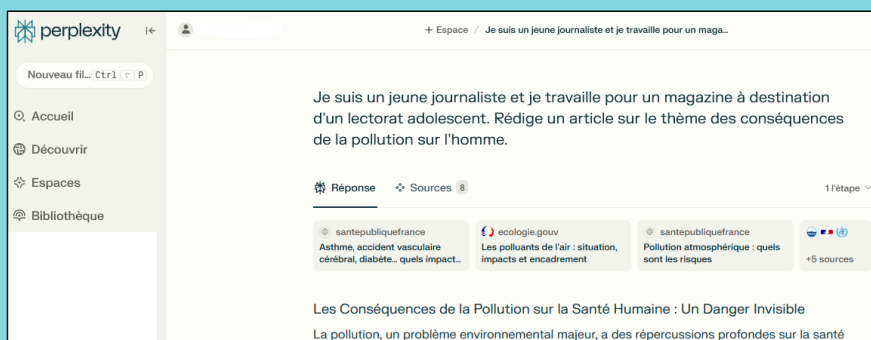 perplexity
+ Espace / Je suis un jeune journaliste et je travaille pour un maga...
Nouveau fil... Ctrl ⇧ P
Accueil
Découvrir
Espaces
Bibliothèque
Je suis un jeune journaliste et je travaille pour un magazine à destination
d'un lectorat adolescent. Rédige un article sur le thème des conséquences
de la pollution sur l'homme.
Réponse Sources 8 1 l'étape
santepubliquefrance
Asthme, accident vasculaire
cérébral, diabète... quels impact...
ecologie.gouv
Les polluants de l'air : situation,
impacts et encadrement
santepubliquefrance
Pollution atmosphérique : quels
sont les risques
+5 sources
Les Conséquences de la Pollution sur la Santé Humaine : Un Danger Invisible
La pollution, un problème environnemental majeur, a des répercussions profondes sur la santé